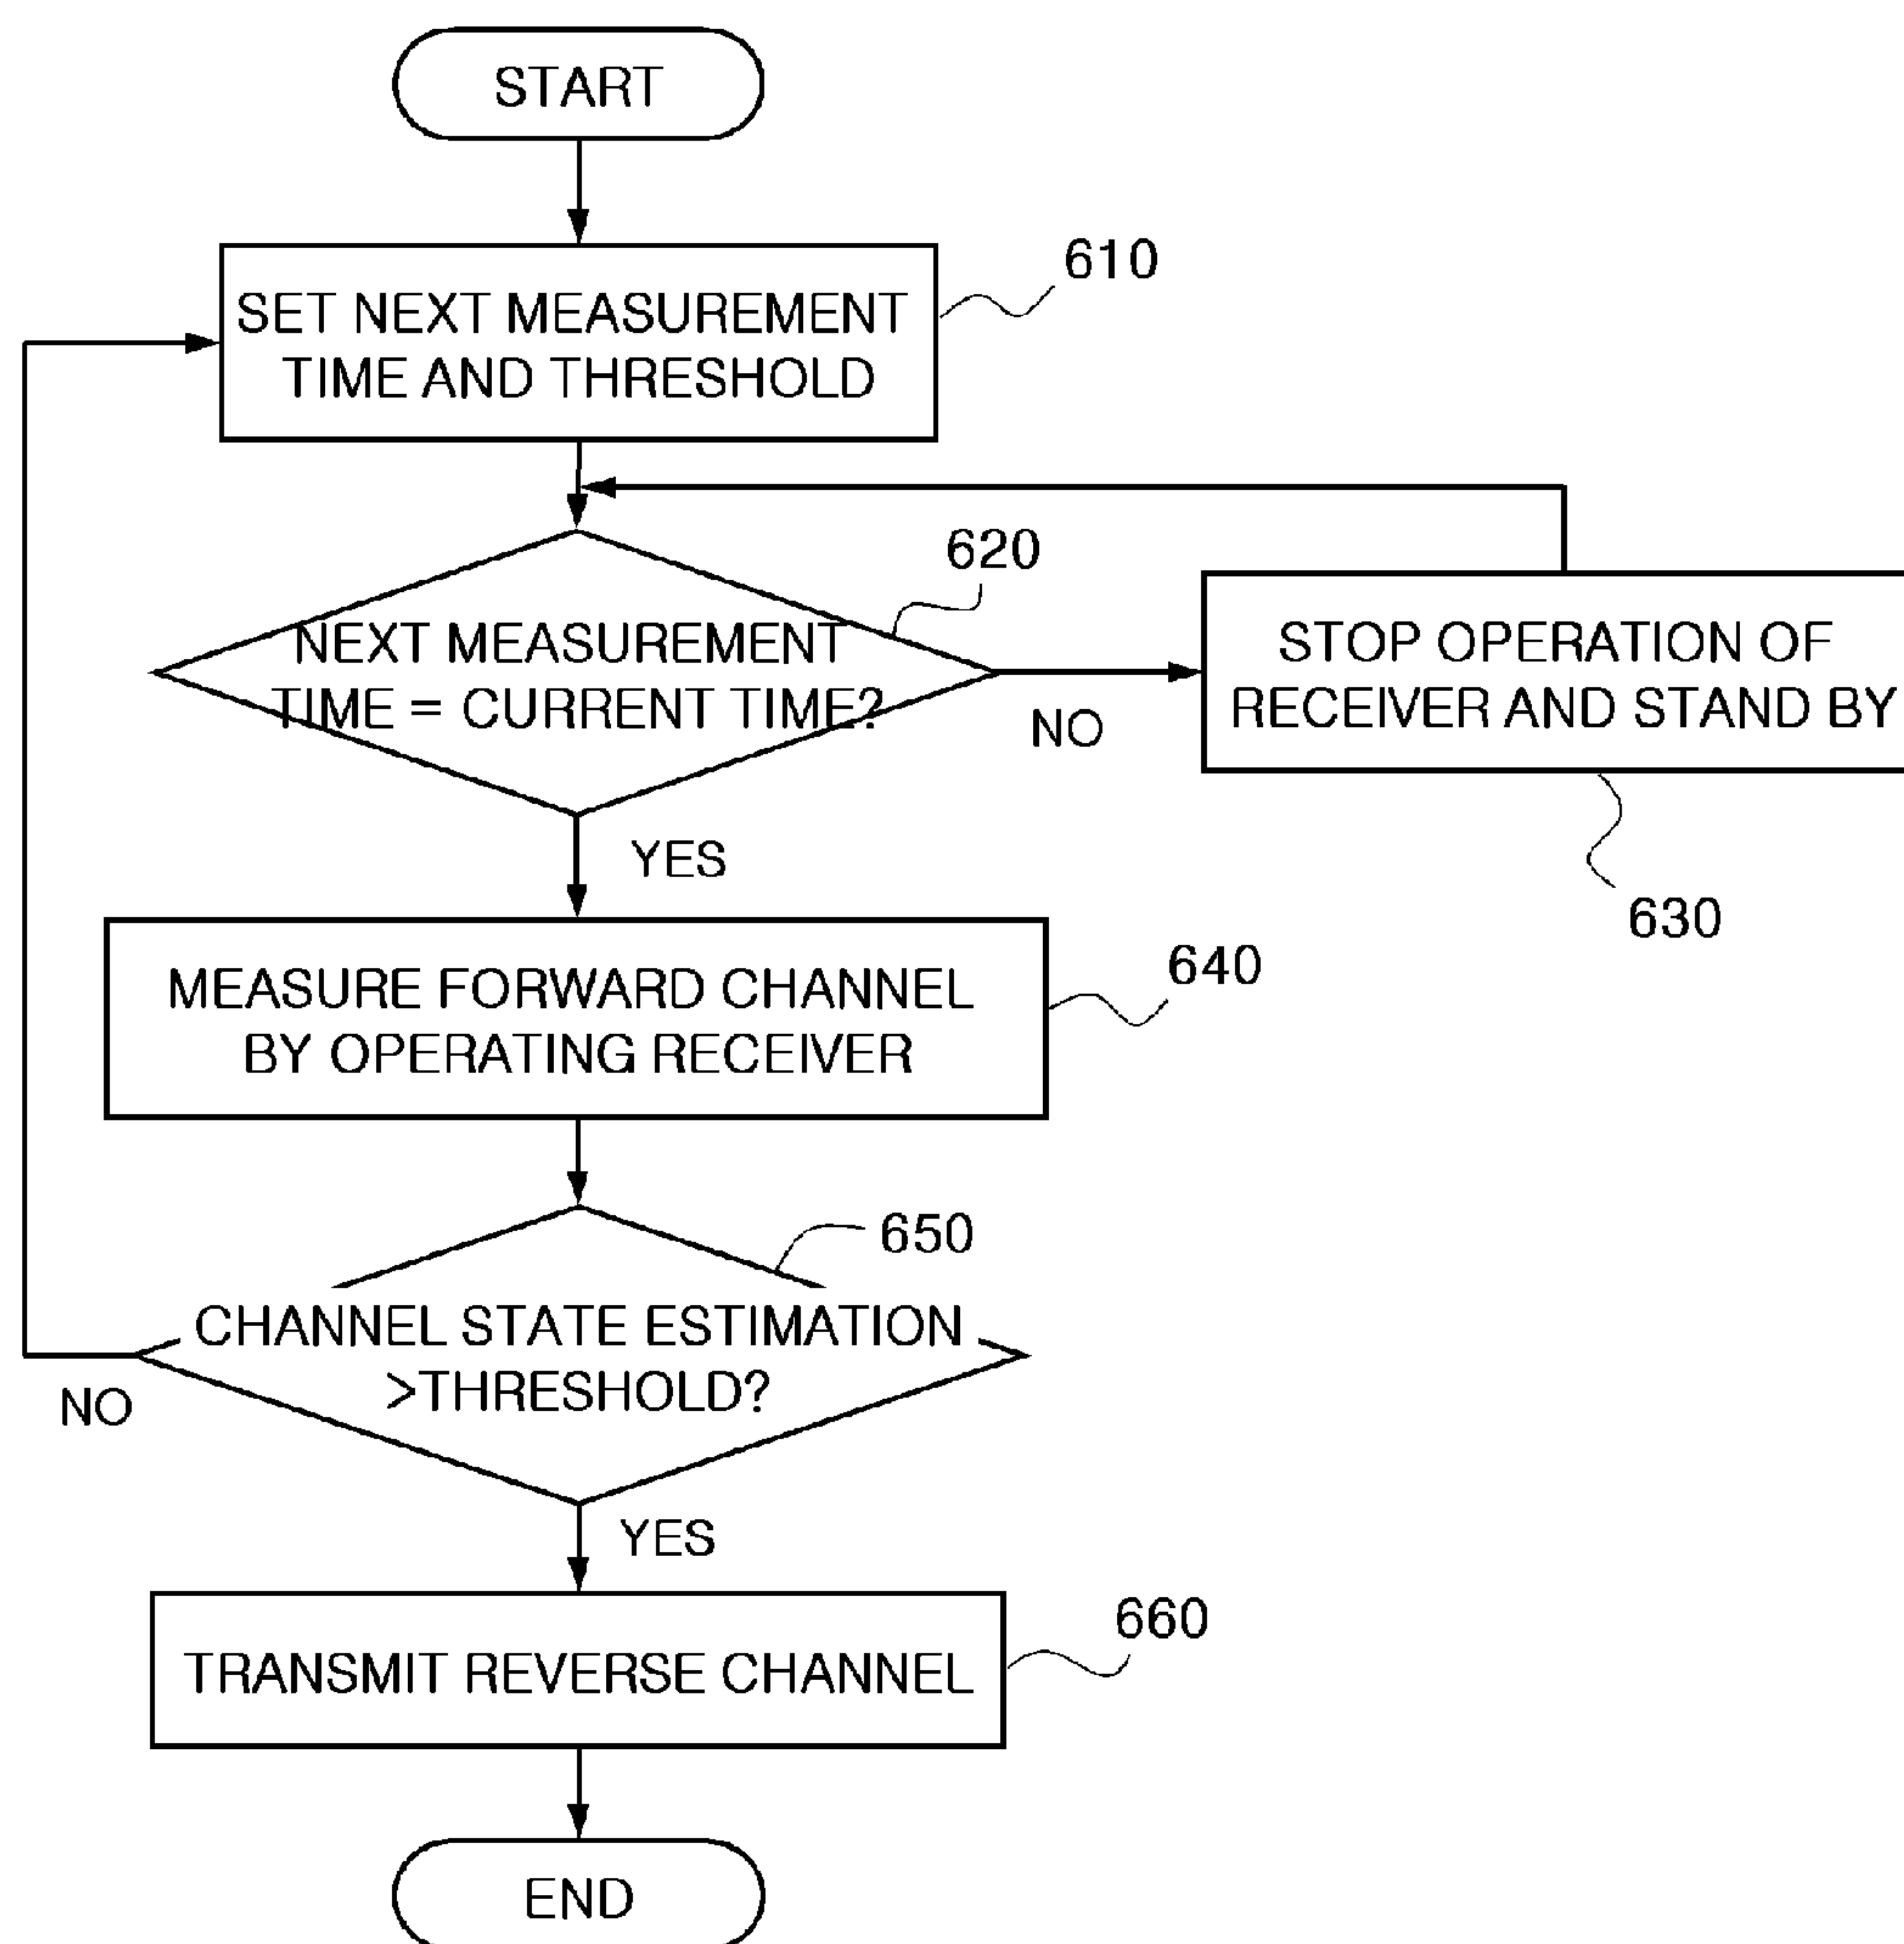 START
610
SET NEXT MEASUREMENT
TIME AND THRESHOLD
620
NEXT MEASUREMENT
TIME = CURRENT TIME?
NO
STOP OPERATION OF
RECEIVER AND STAND BY
630
YES
640
MEASURE FORWARD CHANNEL
BY OPERATING RECEIVER
650
CHANNEL STATE ESTIMATION
>THRESHOLD?
NO
YES
660
TRANSMIT REVERSE CHANNEL
END